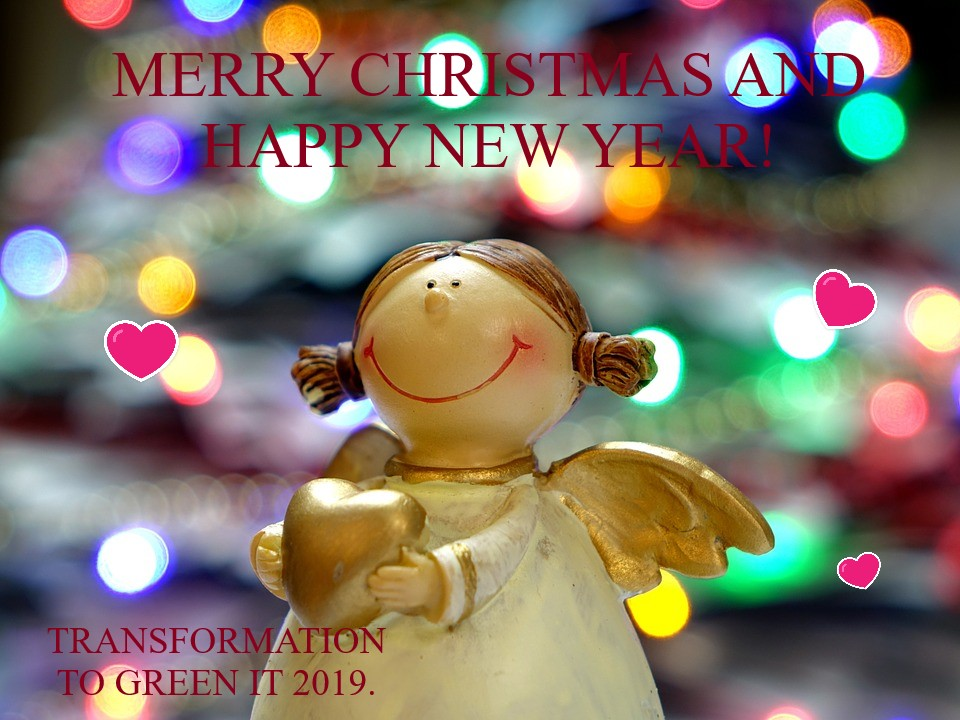 MERRY CHRISTMAS AND
HAPPY NEW YEAR!
TRANSFORMATION
TO GREEN IT 2019.